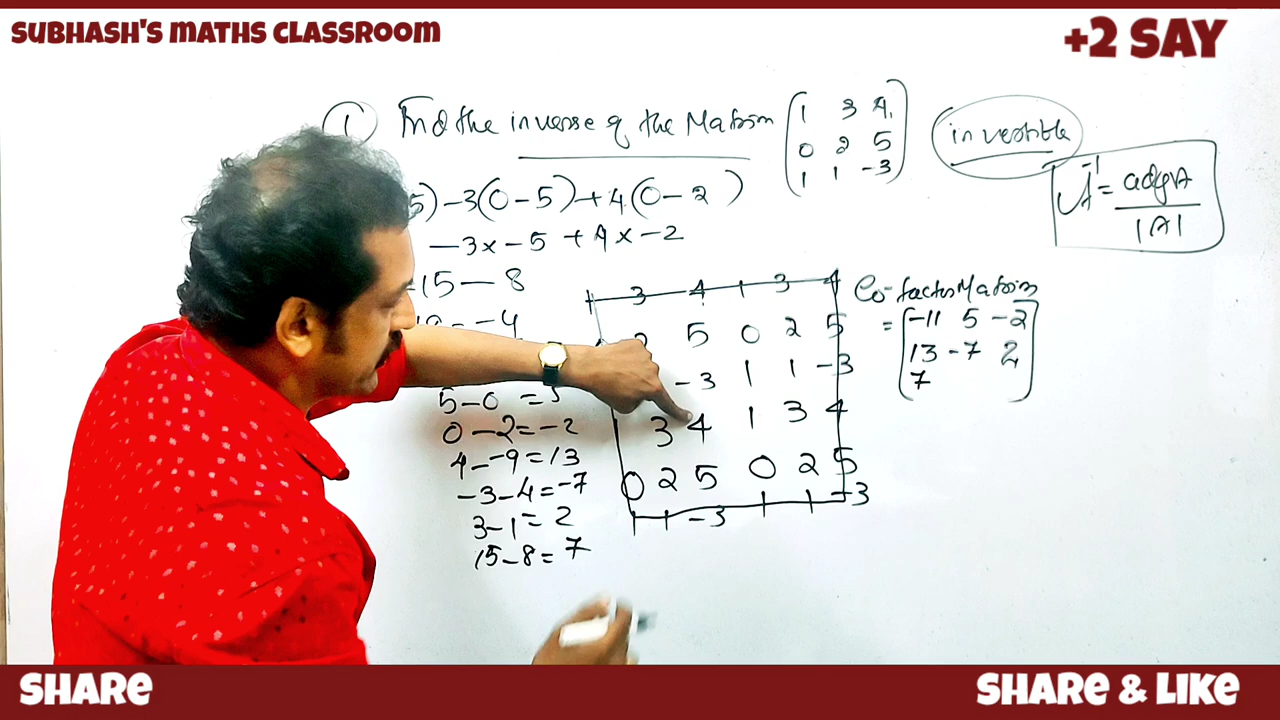 SUBHASH'S MATHS CLASSROOM
+2 SAY
1 Find the inverse of the Matrix
1 3 4
0 2 5
1 1 -3
invertible
A⁻¹ = adjA / |A|
5) -3(0-5) +4(0-2)
-3x-5 +4x-2
15-8
= -4
5-0 = 5
0-2 = -2
4--9 = 13
-3-4 = -7
3-1 = 2
15-8 = 7
3 4 1 3 4
2 5 0 2 5
-3 1 1 -3
3 4 1 3 4
0 2 5 0 2 5
1 1 -3 1 1 -3
Co-factor Matrix
= -11 5 -2
13 -7 2
7
SHARE
SHARE & LIKE